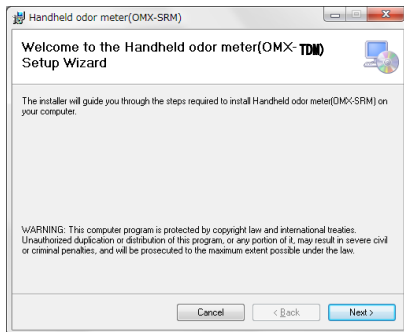 Handheld odor meter(OMX-SRM)
Welcome to the Handheld odor meter(OMX-TDM)
Setup Wizard
The installer will guide you through the steps required to install Handheld odor meter(OMX-SRM) on
your computer.
WARNING: This computer program is protected by copyright law and international treaties.
Unauthorized duplication or distribution of this program, or any portion of it, may result in severe civil
or criminal penalties, and will be prosecuted to the maximum extent possible under the law.
Cancel < Back Next >